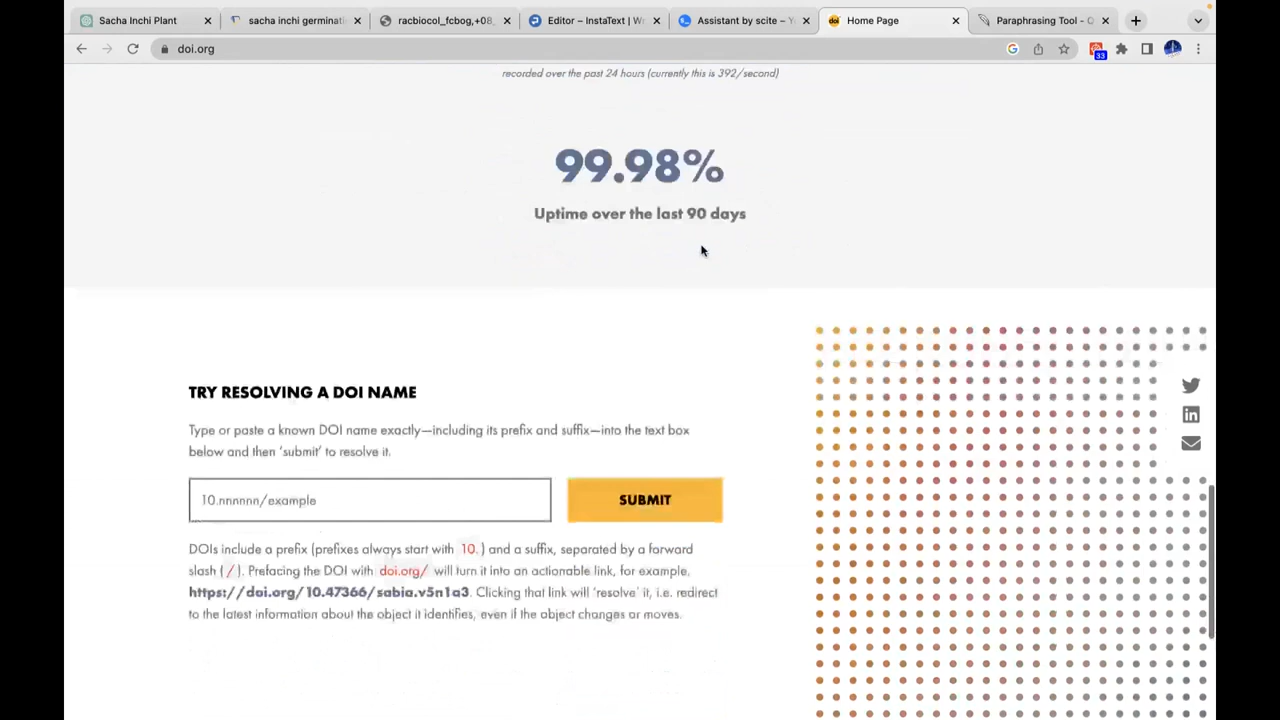 Sacha Inchi Plant
sacha inchi germinati
racbiocol_fcbog,+08_
Editor – InstaText | W
Assistant by scite – Y
doi
Home Page
Paraphrasing Tool - Q
doi.org
33
recorded over the past 24 hours (currently this is 392/second)
99.98%
Uptime over the last 90 days
TRY RESOLVING A DOI NAME
Type or paste a known DOI name exactly—including its prefix and suffix—into the text box
below and then ‘submit’ to resolve it.
10.nnnnnn/example
SUBMIT
DOIs include a prefix (prefixes always start with 10. ) and a suffix, separated by a forward
slash ( / ). Prefacing the DOI with doi.org/ will turn it into an actionable link, for example,
https://doi.org/10.47366/sabia.v5n1a3. Clicking that link will ‘resolve’ it, i.e. redirect
to the latest information about the object it identifies, even if the object changes or moves.